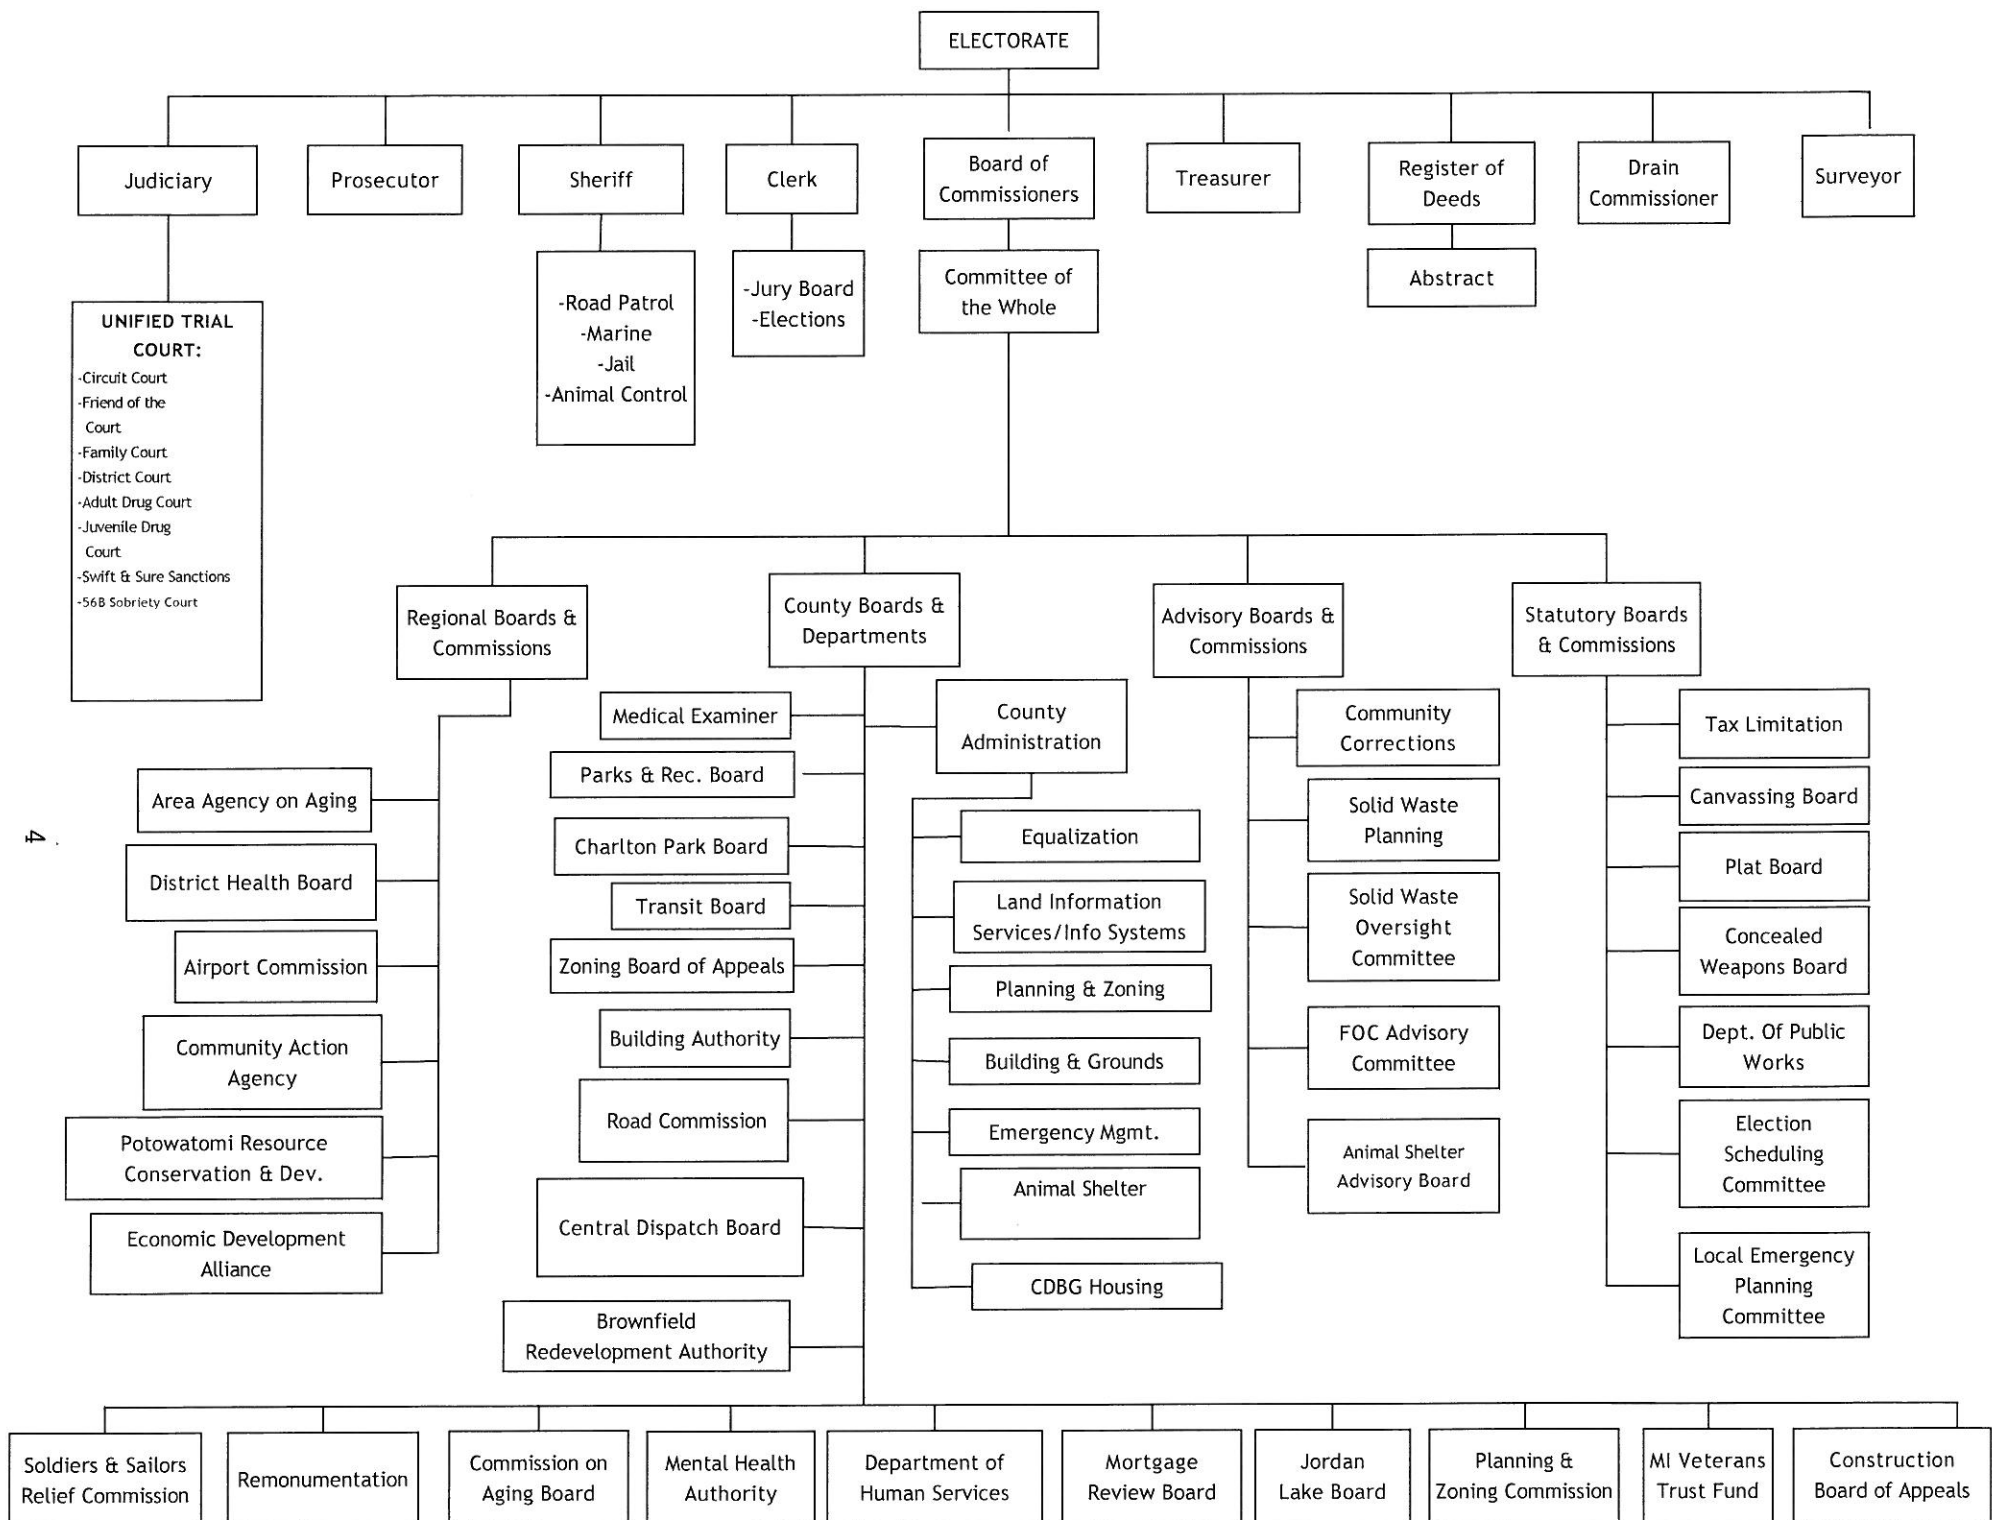 ELECTORATE
Judiciary
Prosecutor
Sheriff
Clerk
Board of
Commissioners
Treasurer
Register of
Deeds
Drain
Commissioner
Surveyor
UNIFIED TRIAL
COURT:
-Circuit Court
-Friend of the
Court
-Family Court
-District Court
-Adult Drug Court
-Juvenile Drug
Court
-Swift & Sure Sanctions
-56B Sobriety Court
-Road Patrol
-Marine
-Jail
-Animal Control
-Jury Board
-Elections
Committee of
the Whole
Abstract
Regional Boards &
Commissions
County Boards &
Departments
Advisory Boards &
Commissions
Statutory Boards
& Commissions
Area Agency on Aging
District Health Board
Airport Commission
Community Action
Agency
Potowatomi Resource
Conservation & Dev.
Economic Development
Alliance
Medical Examiner
Parks & Rec. Board
Charlton Park Board
Transit Board
Zoning Board of Appeals
Building Authority
Road Commission
Central Dispatch Board
Brownfield
Redevelopment Authority
County
Administration
Equalization
Land Information
Services/Info Systems
Planning & Zoning
Building & Grounds
Emergency Mgmt.
Animal Shelter
CDBG Housing
Community
Corrections
Solid Waste
Planning
Solid Waste
Oversight
Committee
FOC Advisory
Committee
Animal Shelter
Advisory Board
Tax Limitation
Canvassing Board
Plat Board
Concealed
Weapons Board
Dept. Of Public
Works
Election
Scheduling
Committee
Local Emergency
Planning
Committee
Soldiers & Sailors
Relief Commission
Remonumentation
Commission on
Aging Board
Mental Health
Authority
Department of
Human Services
Mortgage
Review Board
Jordan
Lake Board
Planning &
Zoning Commission
MI Veterans
Trust Fund
Construction
Board of Appeals
4